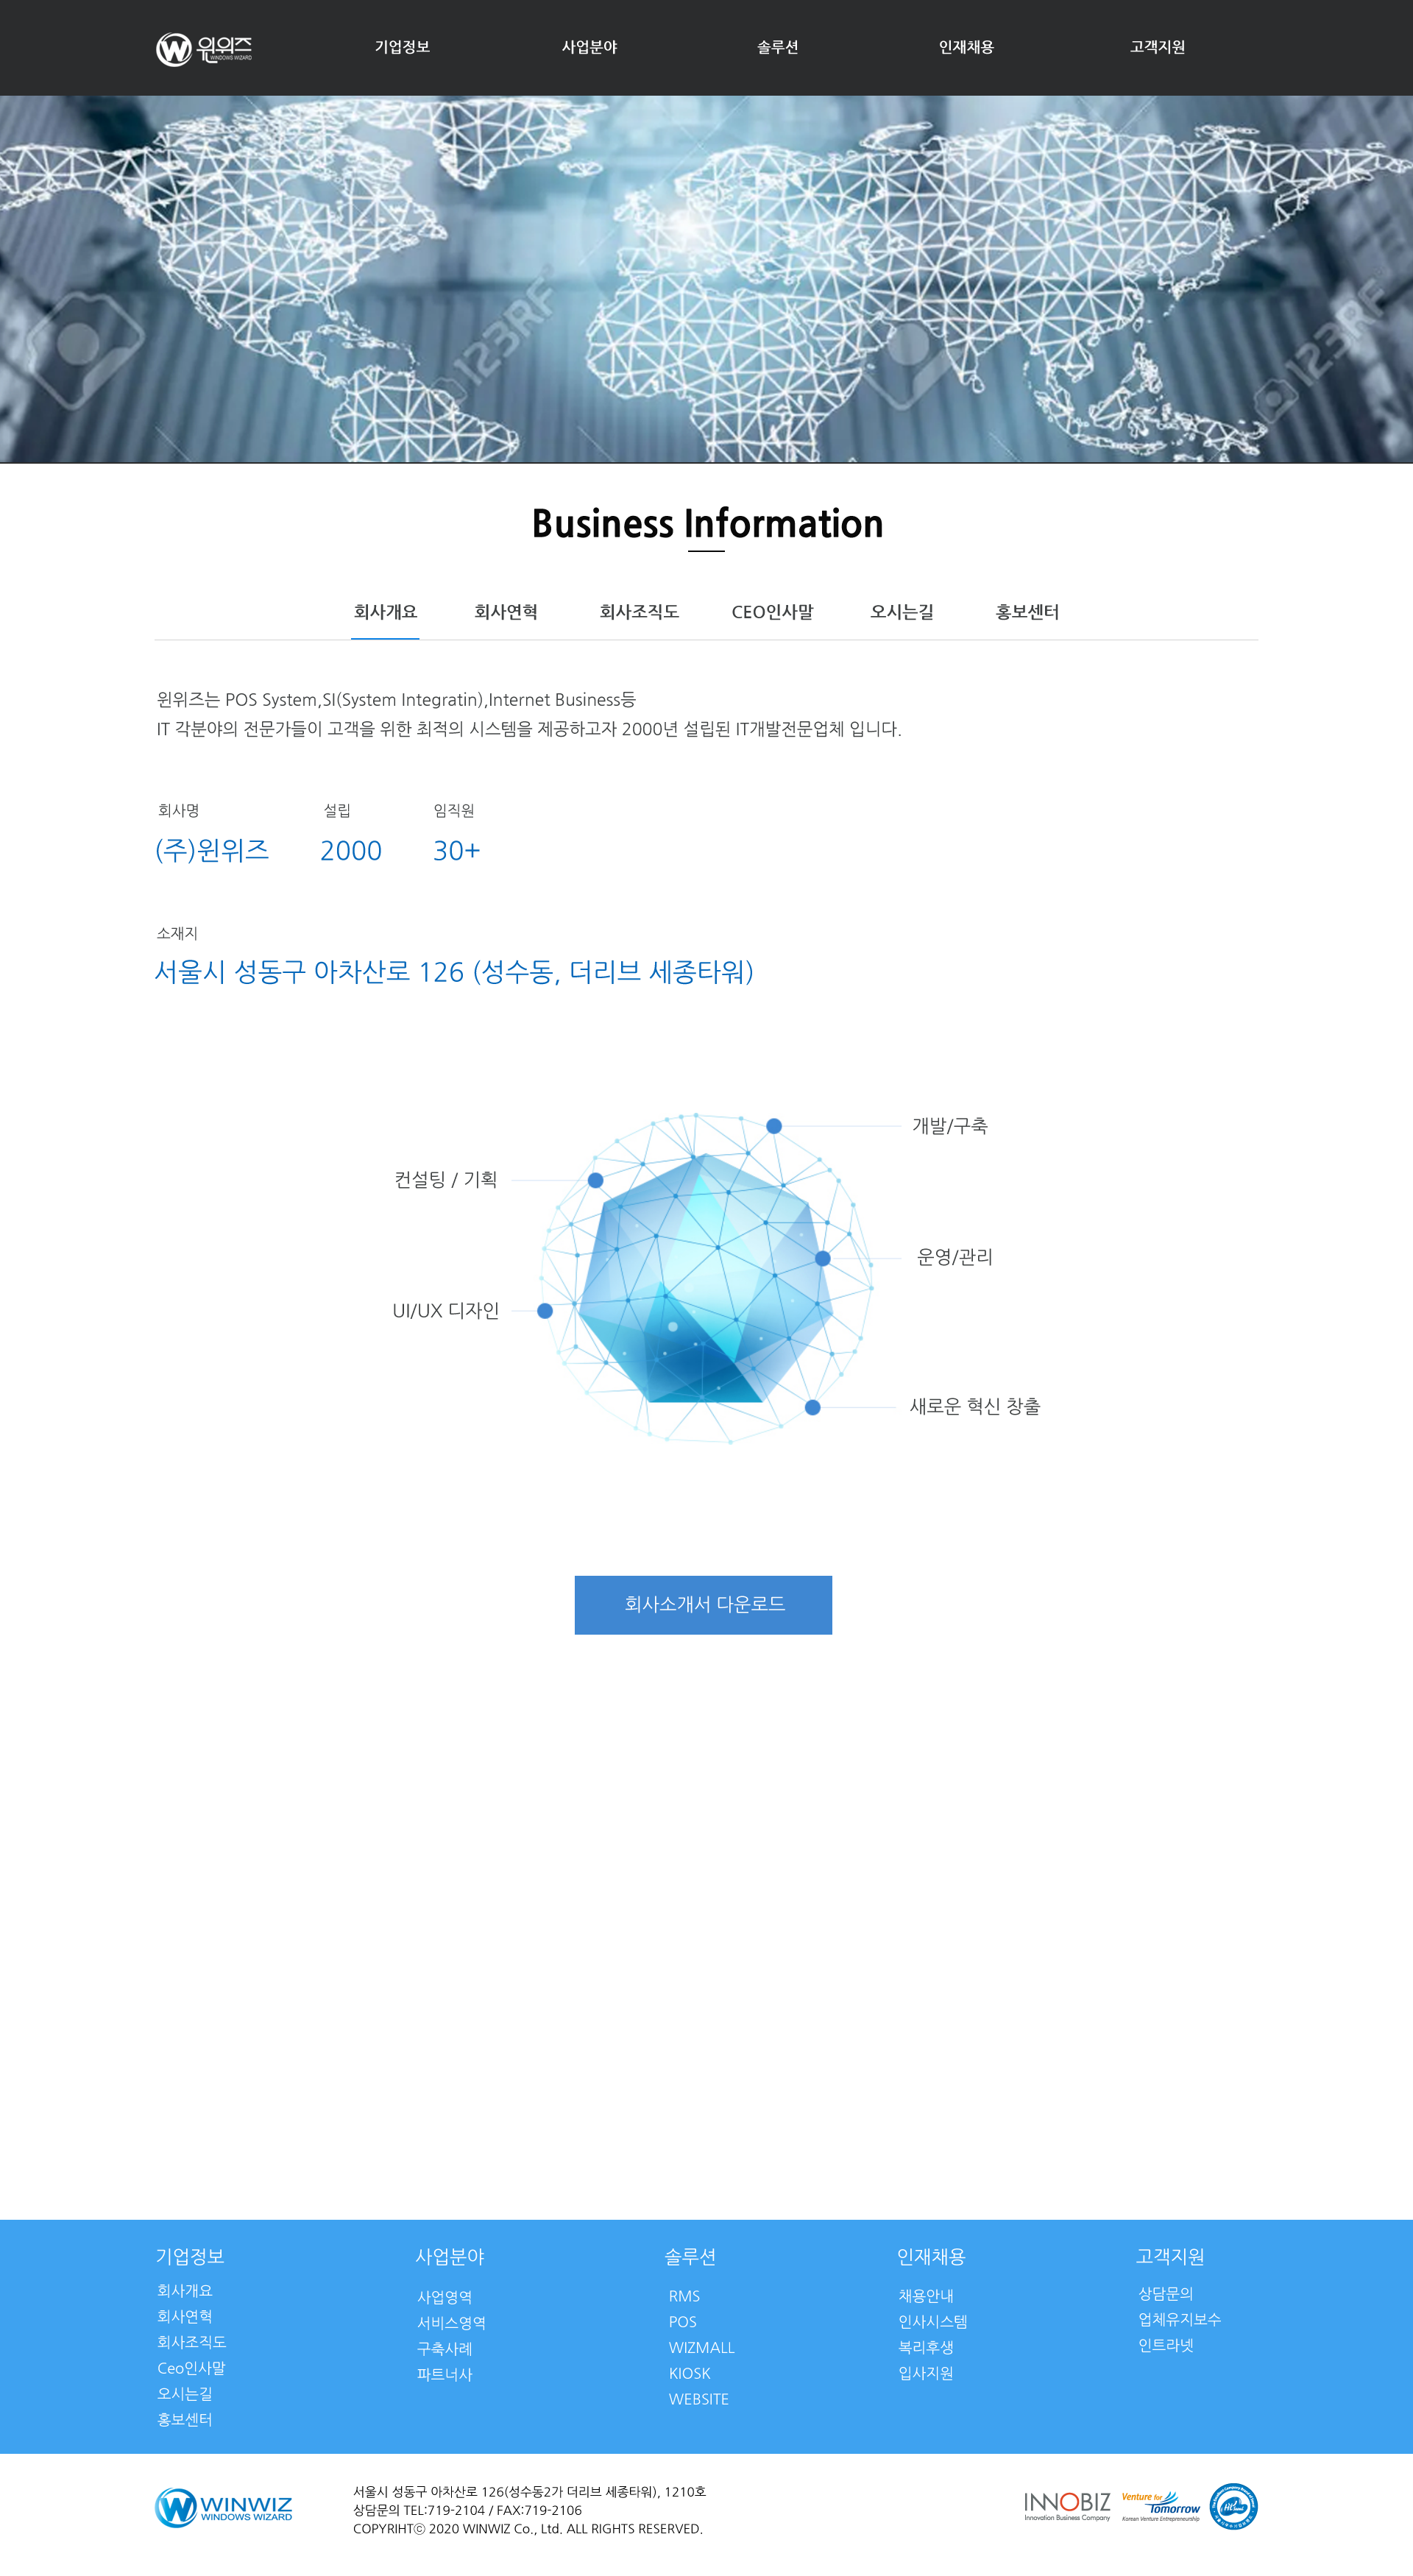 윈위즈
WINDOWS WIZARD
기업정보 사업분야 솔루션 인재채용 고객지원
123RF 123RF
Business Information
회사개요 회사연혁 회사조직도 CEO인사말 오시는길 홍보센터
윈위즈는 POS System,SI(System Integratin),Internet Business등
IT 각분야의 전문가들이 고객을 위한 최적의 시스템을 제공하고자 2000년 설립된 IT개발전문업체 입니다.
회사명 설립 임직원
(주)윈위즈 2000 30+
소재지
서울시 성동구 아차산로 126 (성수동, 더리브 세종타워)
개발/구축
컨설팅 / 기획
운영/관리
UI/UX 디자인
새로운 혁신 창출
회사소개서 다운로드
기업정보
회사개요
회사연혁
회사조직도
Ceo인사말
오시는길
홍보센터
사업분야
사업영역
서비스영역
구축사례
파트너사
솔루션
RMS
POS
WIZMALL
KIOSK
WEBSITE
인재채용
채용안내
인사시스템
복리후생
입사지원
고객지원
상담문의
업체유지보수
인트라넷
WINWIZ
WINDOWS WIZARD
서울시 성동구 아차산로 126(성수동2가 더리브 세종타워), 1210호
상담문의 TEL:719-2104 / FAX:719-2106
COPYRIHTⓒ 2020 WINWIZ Co., Ltd. ALL RIGHTS RESERVED.
INNOBIZ
Innovation Business Company
Venture for
Tomorrow
Korean Venture Entrepreneurship